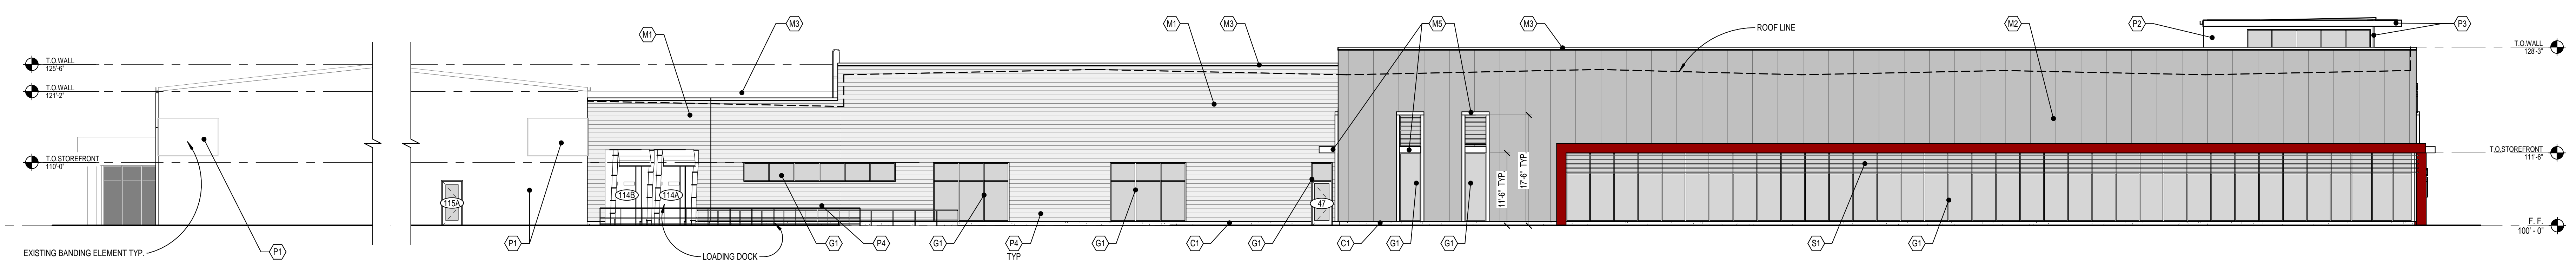 M1
M3
M1
M3
M5
M3
ROOF LINE
M2
P2
P3
T.O.WALL
125'-6"
T.O.WALL
128'-3"
T.O.WALL
121'-2"
T.O.STOREFRONT
110'-0"
T.O.STOREFRONT
111'-6"
17'-6" TYP.
11'-6" TYP.
115A
114B
114A
47
F. F.
100' - 0"
EXISTING BANDING ELEMENT TYP.
P1
P1
LOADING DOCK
G1
P4
G1
P4
TYP
G1
C1
G1
C1
G1
G1
S1
G1